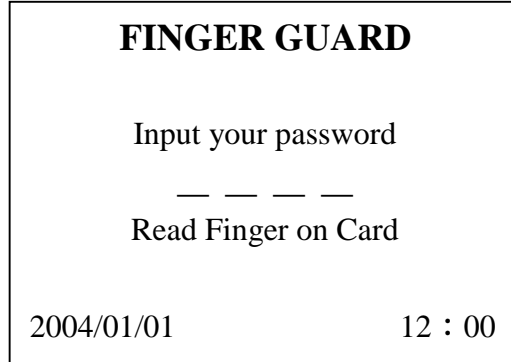 FINGER GUARD
Input your password
— — — —
Read Finger on Card
2004/01/01 12：00